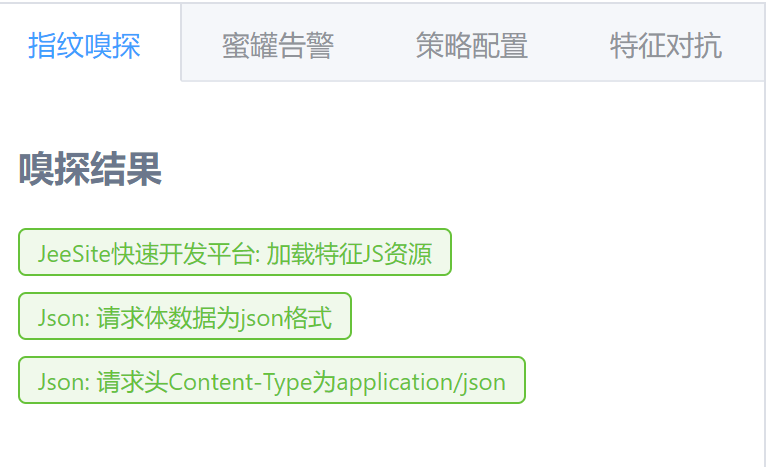 指纹嗅探 蜜罐告警 策略配置 特征对抗
嗅探结果
JeeSite快速开发平台: 加载特征JS资源
Json: 请求体数据为json格式
Json: 请求头Content-Type为application/json